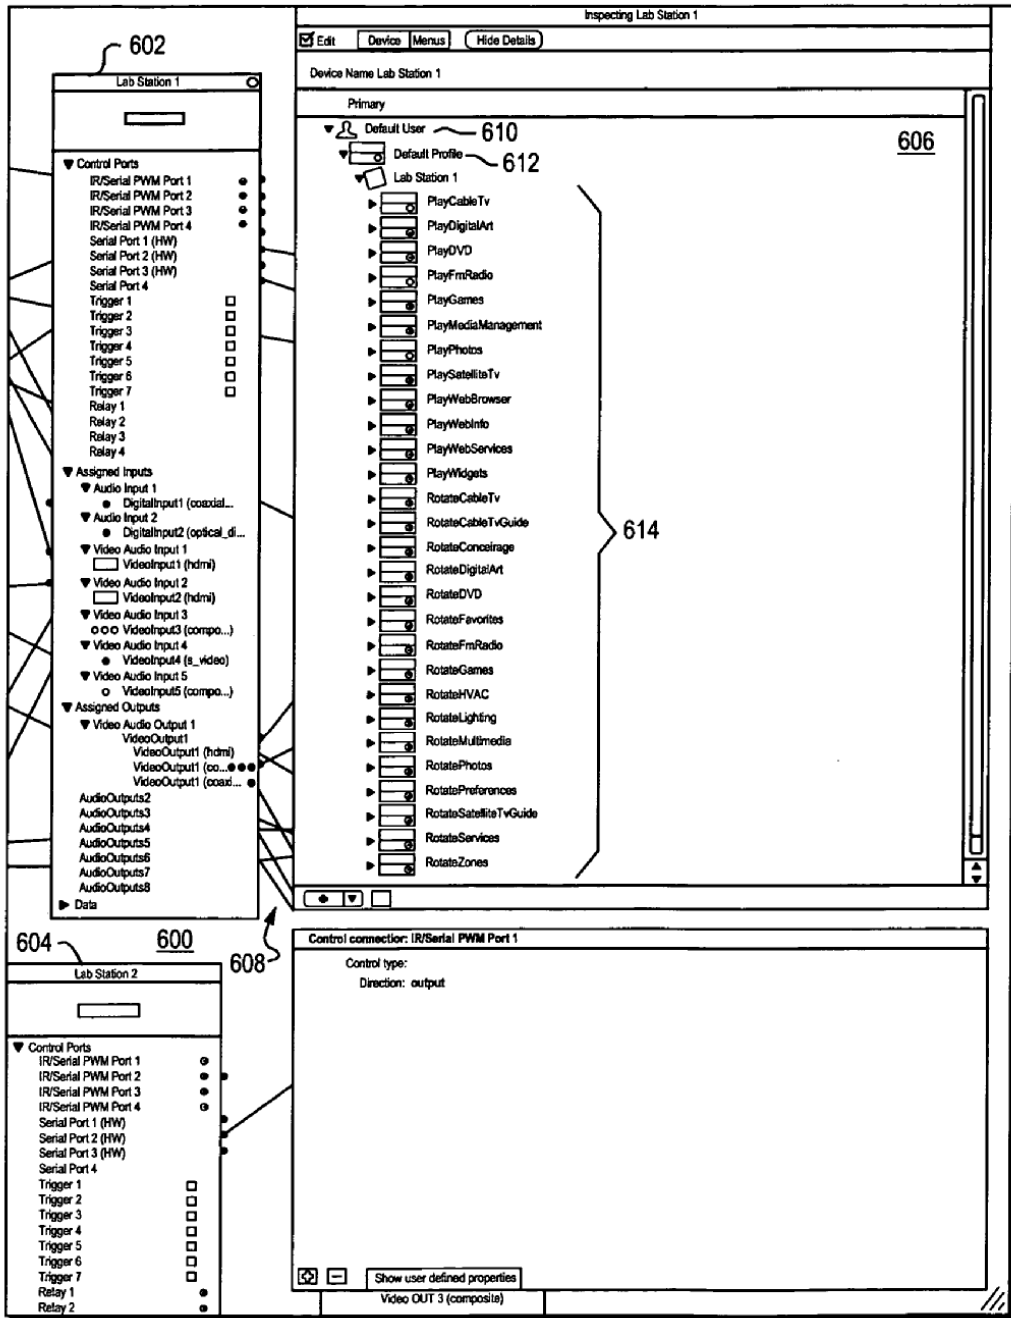 Inspecting Lab Station 1
Edit Device Menus Hide Details
Device Name Lab Station 1
Primary
Default User 610
606
Default Profile 612
Lab Station 1
PlayCableTv
PlayDigitalArt
PlayDVD
PlayFmRadio
PlayGames
PlayMediaManagement
PlayPhotos
PlaySatelliteTv
PlayWebBrowser
PlayWebInfo
PlayWebServices
PlayWidgets
RotateCableTv
RotateCableTvGuide
RotateConceirage
RotateDigitalArt
RotateDVD
RotateFavorites
RotateFmRadio
RotateGames
RotateHVAC
RotateLighting
RotateMultimedia
RotatePhotos
RotatePreferences
RotateSatelliteTvGuide
RotateServices
RotateZones
614
602
Lab Station 1
Control Ports
IR/Serial PWM Port 1
IR/Serial PWM Port 2
IR/Serial PWM Port 3
IR/Serial PWM Port 4
Serial Port 1 (HW)
Serial Port 2 (HW)
Serial Port 3 (HW)
Serial Port 4
Trigger 1
Trigger 2
Trigger 3
Trigger 4
Trigger 5
Trigger 6
Trigger 7
Relay 1
Relay 2
Relay 3
Relay 4
Assigned Inputs
Audio Input 1
DigitalInput1 (coaxial...
Audio Input 2
DigitalInput2 (optical_di...
Video Audio Input 1
VideoInput1 (hdmi)
Video Audio Input 2
VideoInput2 (hdmi)
Video Audio Input 3
VideoInput3 (compo...)
Video Audio Input 4
VideoInput4 (s_video)
Video Audio Input 5
VideoInput5 (compo...)
Assigned Outputs
Video Audio Output 1
VideoOutput1
VideoOutput1 (hdmi)
VideoOutput1 (co...
VideoOutput1 (coaxi...
AudioOutputs2
AudioOutputs3
AudioOutputs4
AudioOutputs5
AudioOutputs6
AudioOutputs7
AudioOutputs8
Data
608
600
604
Lab Station 2
Control Ports
IR/Serial PWM Port 1
IR/Serial PWM Port 2
IR/Serial PWM Port 3
IR/Serial PWM Port 4
Serial Port 1 (HW)
Serial Port 2 (HW)
Serial Port 3 (HW)
Serial Port 4
Trigger 1
Trigger 2
Trigger 3
Trigger 4
Trigger 5
Trigger 6
Trigger 7
Relay 1
Relay 2
Control connection: IR/Serial PWM Port 1
Control type:
Direction: output
Show user defined properties
Video OUT 3 (composite)